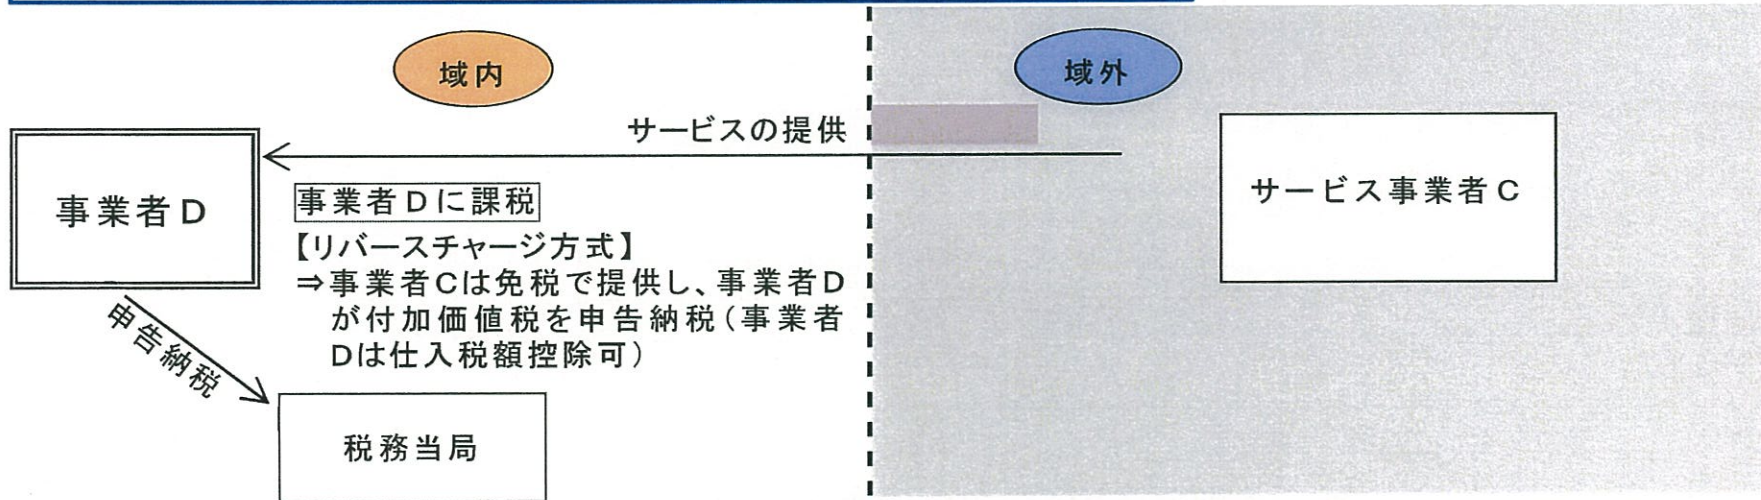 域内
域外
サービスの提供
事業者D
サービス事業者C
事業者Dに課税
【リバースチャージ方式】
⇒事業者Cは免税で提供し、事業者D
が付加価値税を申告納税(事業者
Dは仕入税額控除可)
申告納税
税務当局